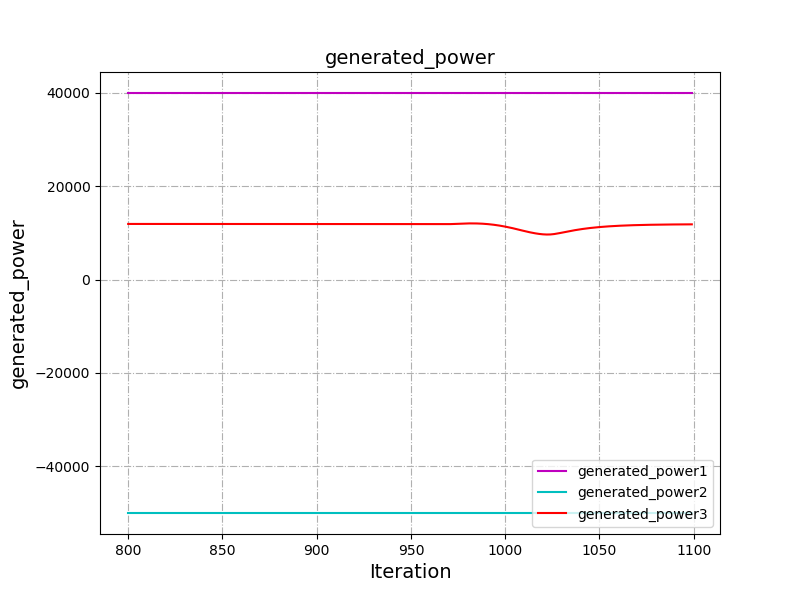 generated_power
generated_power
40000
20000
0
−20000
−40000
generated_power1
generated_power2
generated_power3
800 850 900 950 1000 1050 1100
Iteration